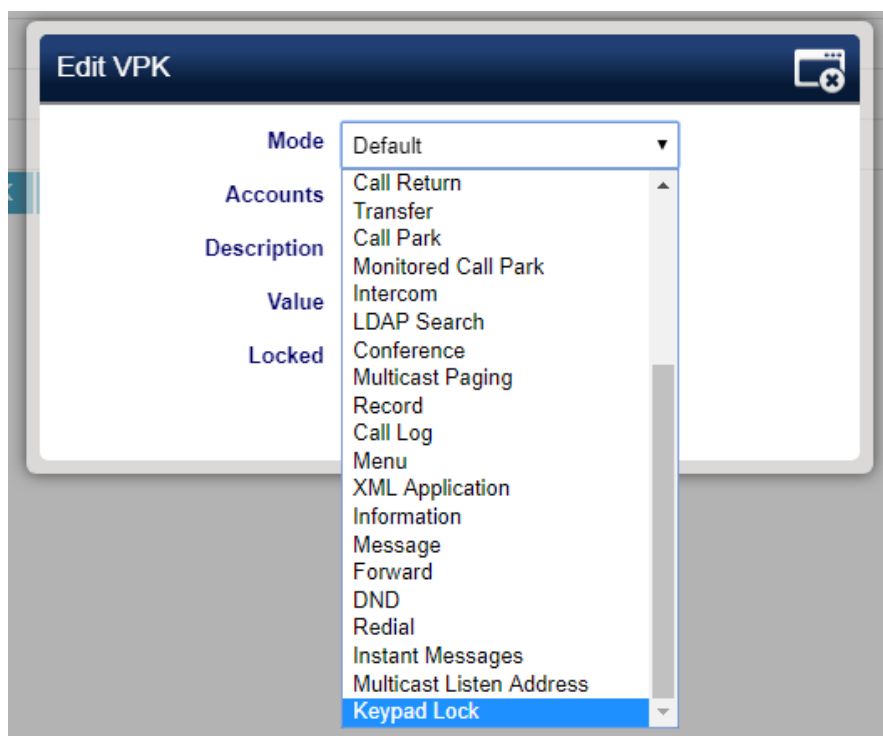 Edit VPK
Mode
Default
Accounts
Description
Value
Locked
Call Return
Transfer
Call Park
Monitored Call Park
Intercom
LDAP Search
Conference
Multicast Paging
Record
Call Log
Menu
XML Application
Information
Message
Forward
DND
Redial
Instant Messages
Multicast Listen Address
Keypad Lock